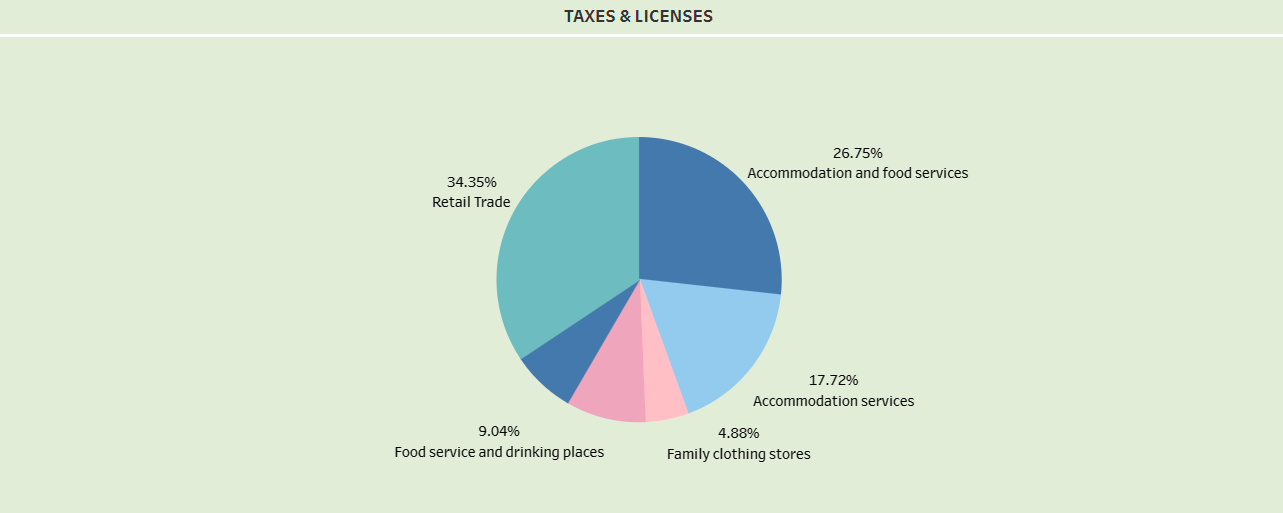 TAXES & LICENSES
26.75%
Accommodation and food services
34.35%
Retail Trade
17.72%
Accommodation services
9.04%
Food service and drinking places
4.88%
Family clothing stores